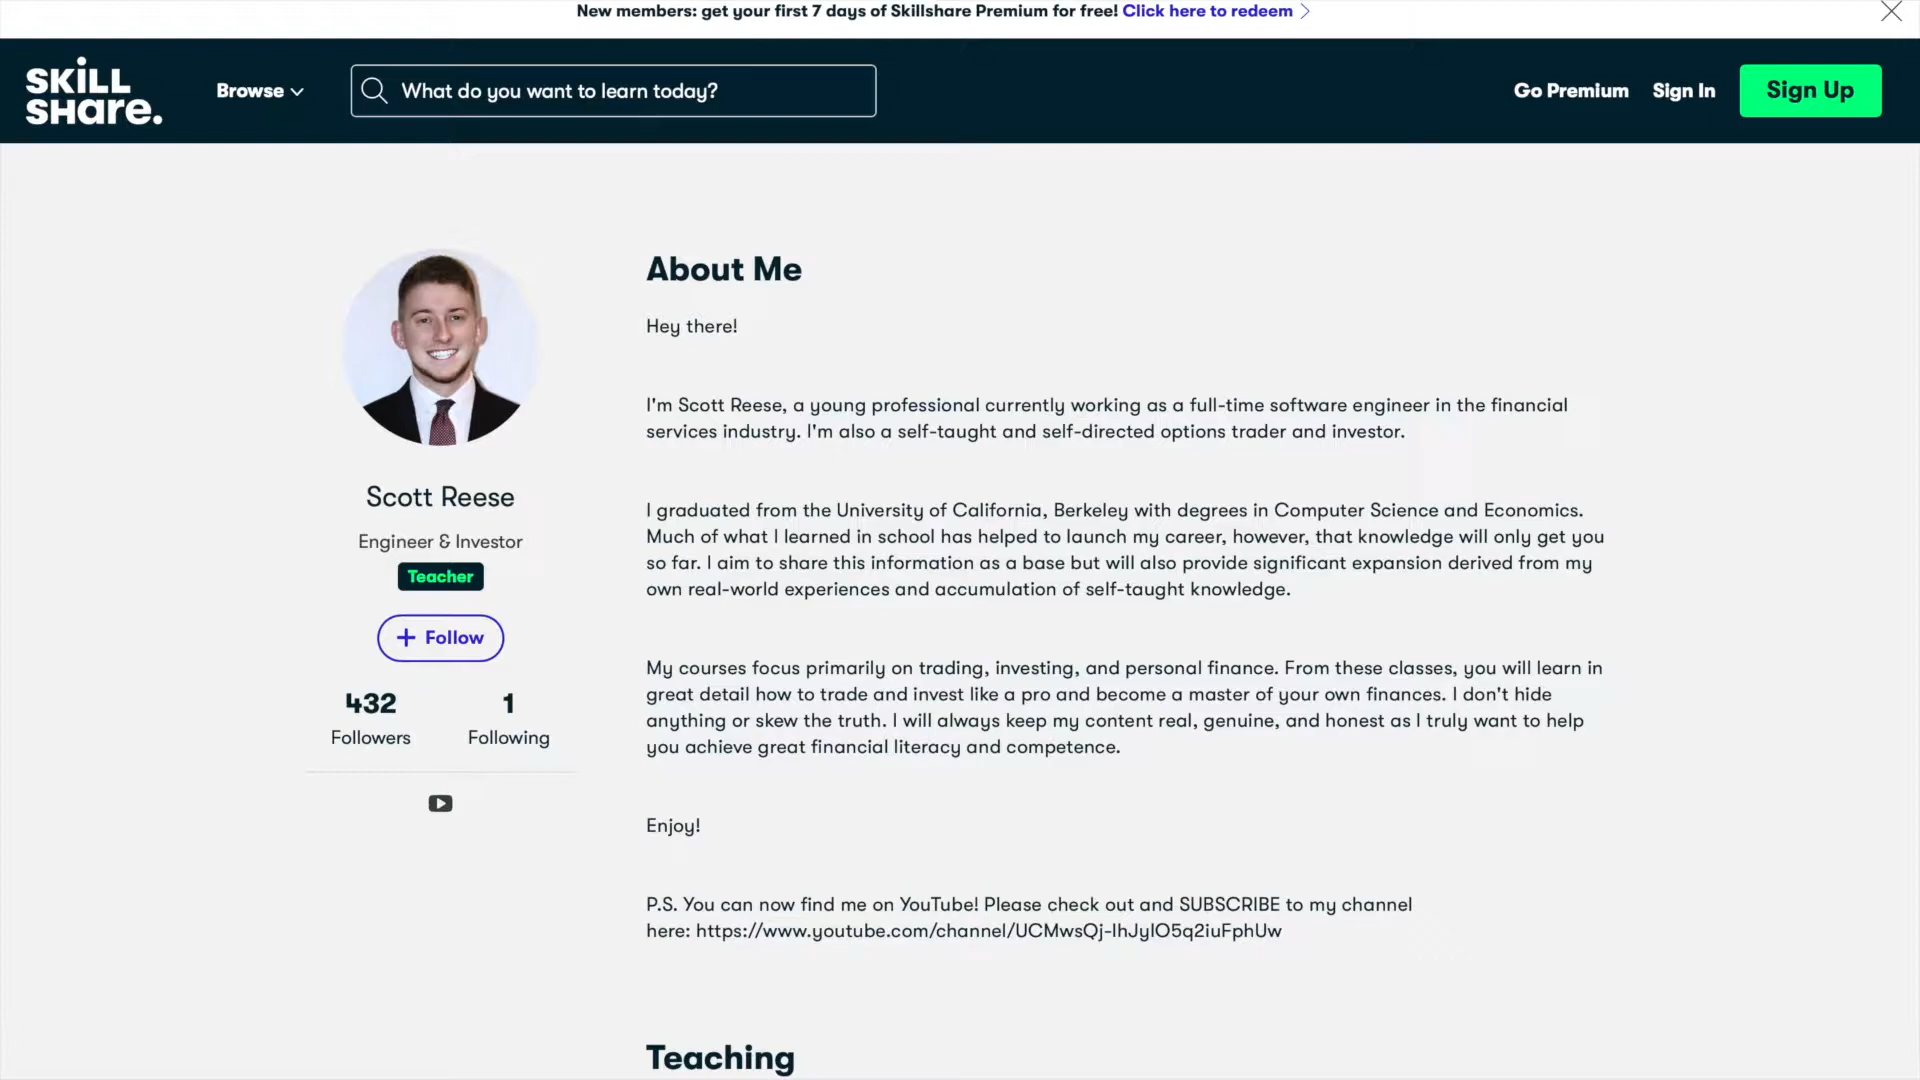 New members: get your first 7 days of Skillshare Premium for free! Click here to redeem
SKILL
SHare.
Browse
What do you want to learn today?
Go Premium
Sign In
Sign Up
Scott Reese
Engineer & Investor
Teacher
+ Follow
432
Followers
1
Following
About Me
Hey there!
I'm Scott Reese, a young professional currently working as a full-time software engineer in the financial
services industry. I'm also a self-taught and self-directed options trader and investor.
I graduated from the University of California, Berkeley with degrees in Computer Science and Economics.
Much of what I learned in school has helped to launch my career, however, that knowledge will only get you
so far. I aim to share this information as a base but will also provide significant expansion derived from my
own real-world experiences and accumulation of self-taught knowledge.
My courses focus primarily on trading, investing, and personal finance. From these classes, you will learn in
great detail how to trade and invest like a pro and become a master of your own finances. I don't hide
anything or skew the truth. I will always keep my content real, genuine, and honest as I truly want to help
you achieve great financial literacy and competence.
Enjoy!
P.S. You can now find me on YouTube! Please check out and SUBSCRIBE to my channel
here: https://www.youtube.com/channel/UCMwsQj-lhJylO5q2iuFphUw
Teaching